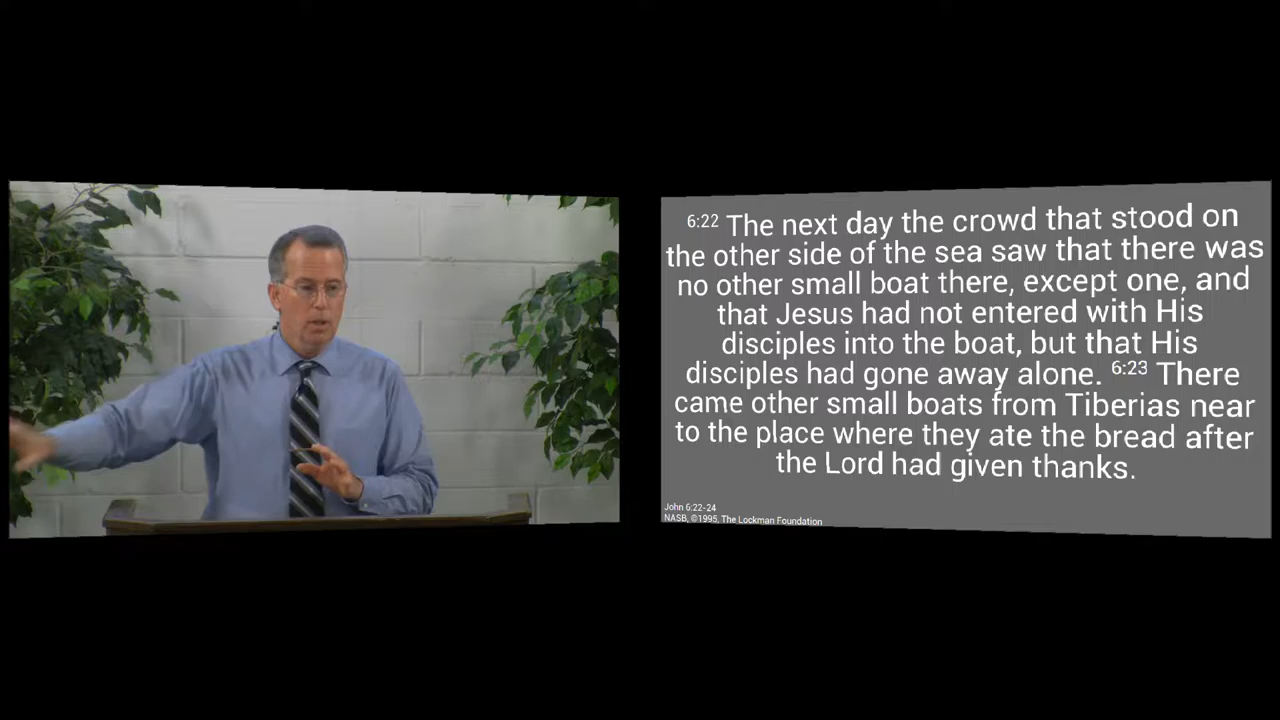 6:22 The next day the crowd that stood on
the other side of the sea saw that there was
no other small boat there, except one, and
that Jesus had not entered with His
disciples into the boat, but that His
disciples had gone away alone. 6:23 There
came other small boats from Tiberias near
to the place where they ate the bread after
the Lord had given thanks.
John 6:22-24
NASB, ©1995, The Lockman Foundation